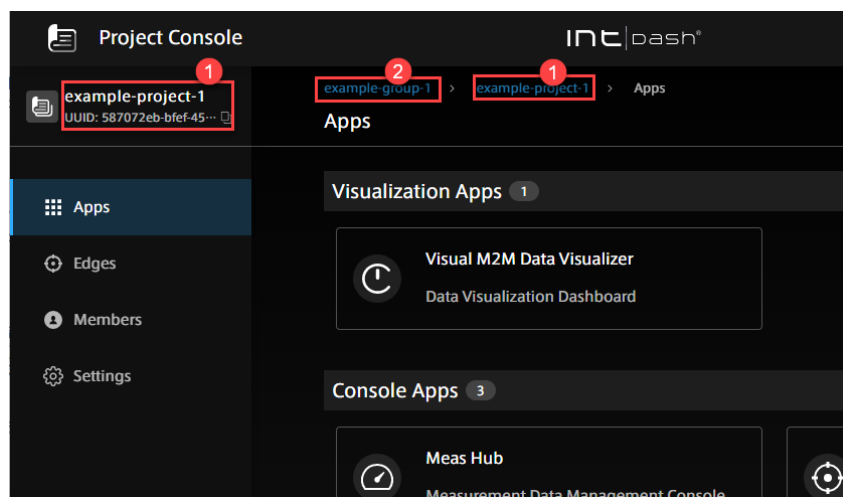 Project Console
intdash®
1
example-project-1
UUID: 587072eb-bfef-45···
2
1
example-group-1 > example-project-1 > Apps
Apps
Apps
Edges
Members
Settings
Visualization Apps 1
Visual M2M Data Visualizer
Data Visualization Dashboard
Console Apps 3
Meas Hub
Measurement Data Management Console